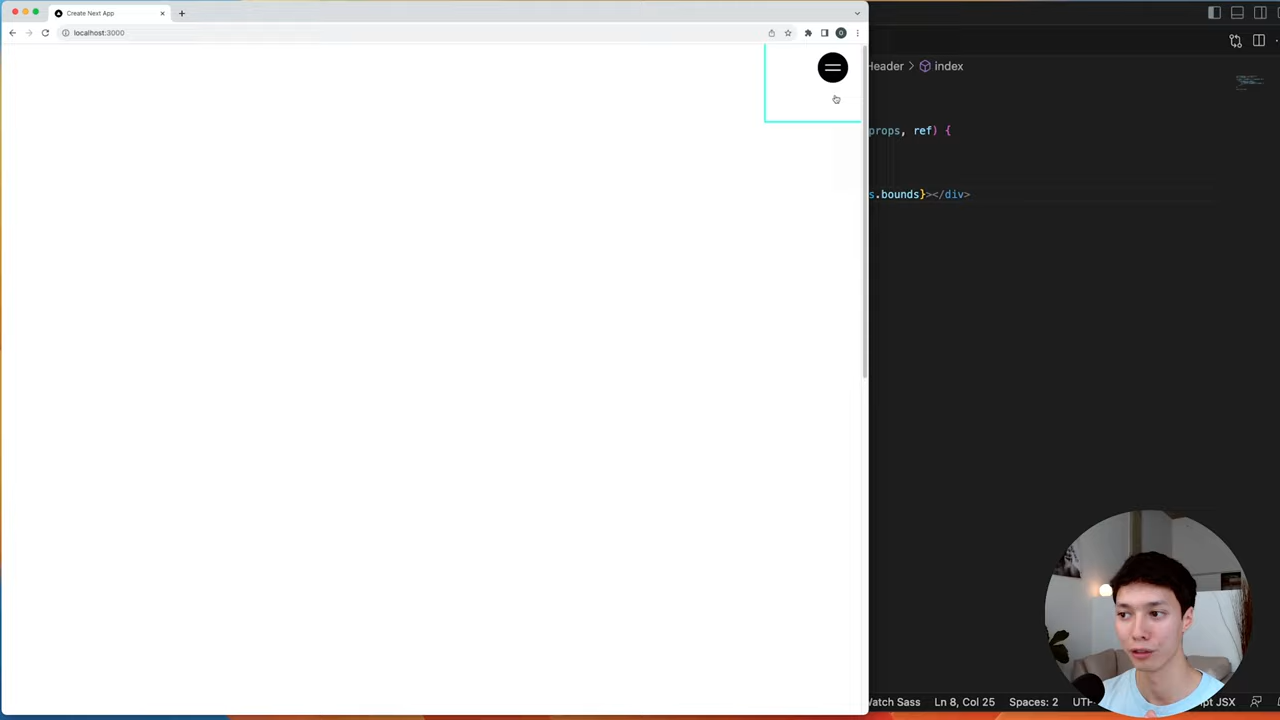 Create Next App
localhost:3000
Header > index
props, ref) {
s.bounds}></div>
Watch Sass Ln 8, Col 25 Spaces: 2 UTF- pt JSX